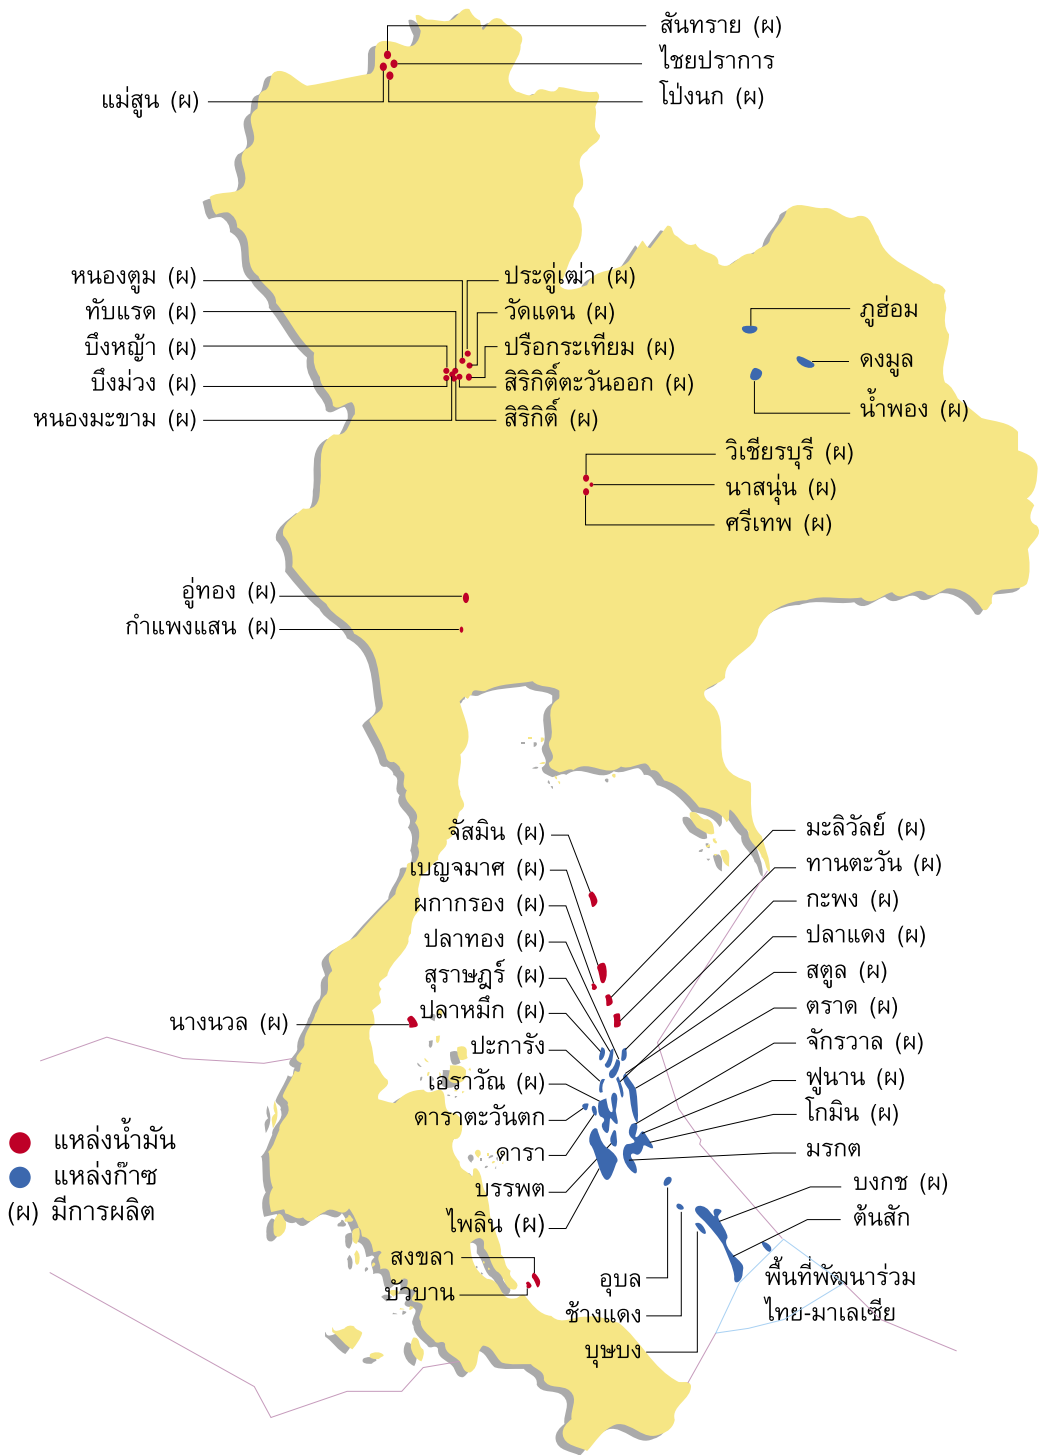 สันทราย (ผ)
ไชยปราการ
โป่งนก (ผ)
แม่สูน (ผ)
หนองตูม (ผ)
ทับแรต (ผ)
บึงหญ้า (ผ)
บึงม่วง (ผ)
หนองมะขาม (ผ)
ประดู่เฒ่า (ผ)
วัดแดน (ผ)
ปรือกระเทียม (ผ)
สิริกิติ์ตะวันออก (ผ)
สิริกิติ์ (ผ)
ภูฮ่อม
ดงมูล
น้ำพอง (ผ)
วิเชียรบุรี (ผ)
นาสนุ่น (ผ)
ศรีเทพ (ผ)
อู่ทอง (ผ)
กำแพงแสน (ผ)
จัสมิน (ผ)
เบญจมาศ (ผ)
ผกากรอง (ผ)
ปลาทอง (ผ)
สุราษฎร์ (ผ)
ปลาหมึก (ผ)
ปะการัง
เอราวัณ (ผ)
ดาราตะวันตก
ดารา
บรรพต
ไพลิน (ผ)
นางนวล (ผ)
มะลิวัลย์ (ผ)
ทานตะวัน (ผ)
กะพง (ผ)
ปลาแดง (ผ)
สตูล (ผ)
ตราด (ผ)
จักรวาล (ผ)
ฟูนาน (ผ)
โกมิน (ผ)
มรกต
บงกช (ผ)
ต้นสัก
พื้นที่พัฒนาร่วม
ไทย-มาเลเซีย
สงขลา
บัวบาน
อุบล
ช้างแดง
บุษบง
แหล่งน้ำมัน
แหล่งก๊าซ
(ผ) มีการผลิต